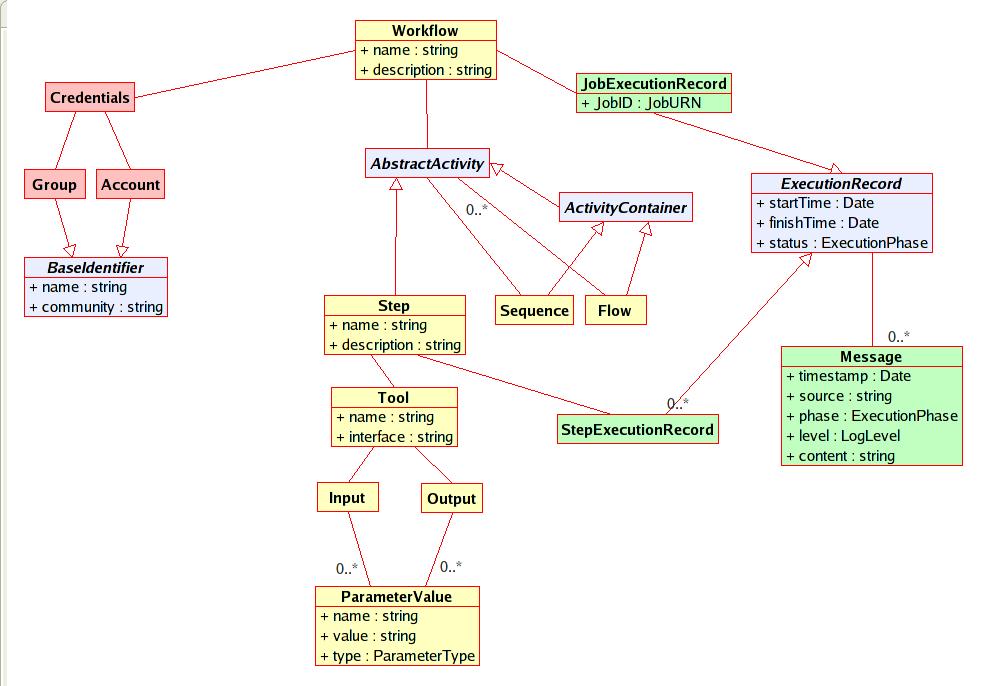 Workflow
+ name : string
+ description : string
Credentials
JobExecutionRecord
+ JobID : JobURN
AbstractActivity
Group
Account
ExecutionRecord
+ startTime : Date
+ finishTime : Date
+ status : ExecutionPhase
0..*
ActivityContainer
BaseIdentifier
+ name : string
+ community : string
Step
+ name : string
+ description : string
Sequence
Flow
0..*
Message
+ timestamp : Date
+ source : string
+ phase : ExecutionPhase
+ level : LogLevel
+ content : string
Tool
+ name : string
+ interface : string
0..*
StepExecutionRecord
Input
Output
0..*
0..*
ParameterValue
+ name : string
+ value : string
+ type : ParameterType